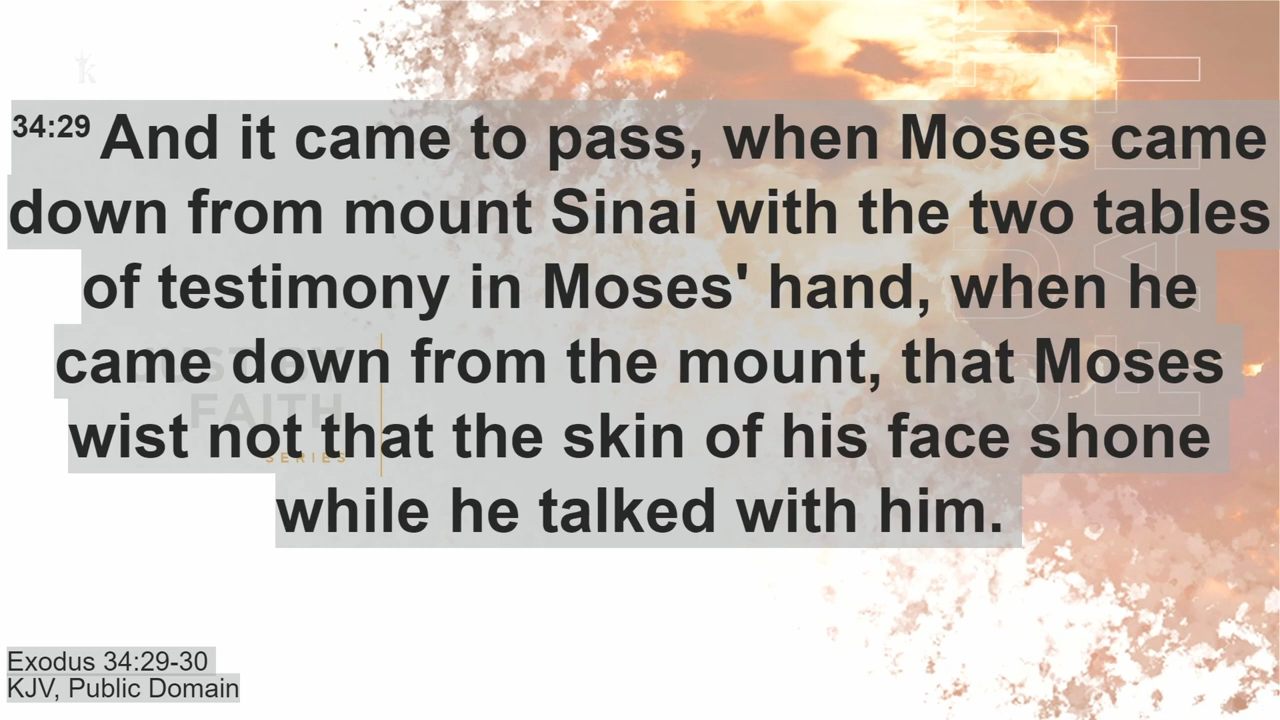 34:29 And it came to pass, when Moses came
down from mount Sinai with the two tables
of testimony in Moses' hand, when he
came down from the mount, that Moses
wist not that the skin of his face shone
while he talked with him.
FAITH
SERIES
Exodus 34:29-30
KJV, Public Domain